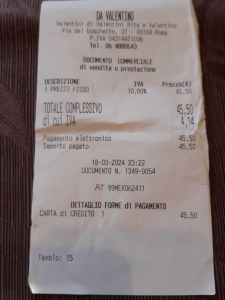 DA VALENTINO
Valentini di Valentini Rita e Valentino
Via del boschetto, 37 - 00184 Roma
P.IVA 04314471006
Tel. 06 4880643
DOCUMENTO COMMERCIALE
di vendita o prestazione
DESCRIZIONE IVA Prezzo(€)
1 PREZZO FISSO 10,00% 45,50
TOTALE COMPLESSIVO 45,50
di cui IVA 4,14
Pagamento elettronico 45,50
Importo pagato 45,50
18-03-2024 23:22
DOCUMENTO N. 1349-0054
RT 99MEX062411
DETTAGLIO FORME di PAGAMENTO
CARTA di CREDITO 1 45,50
Tavolo: 15